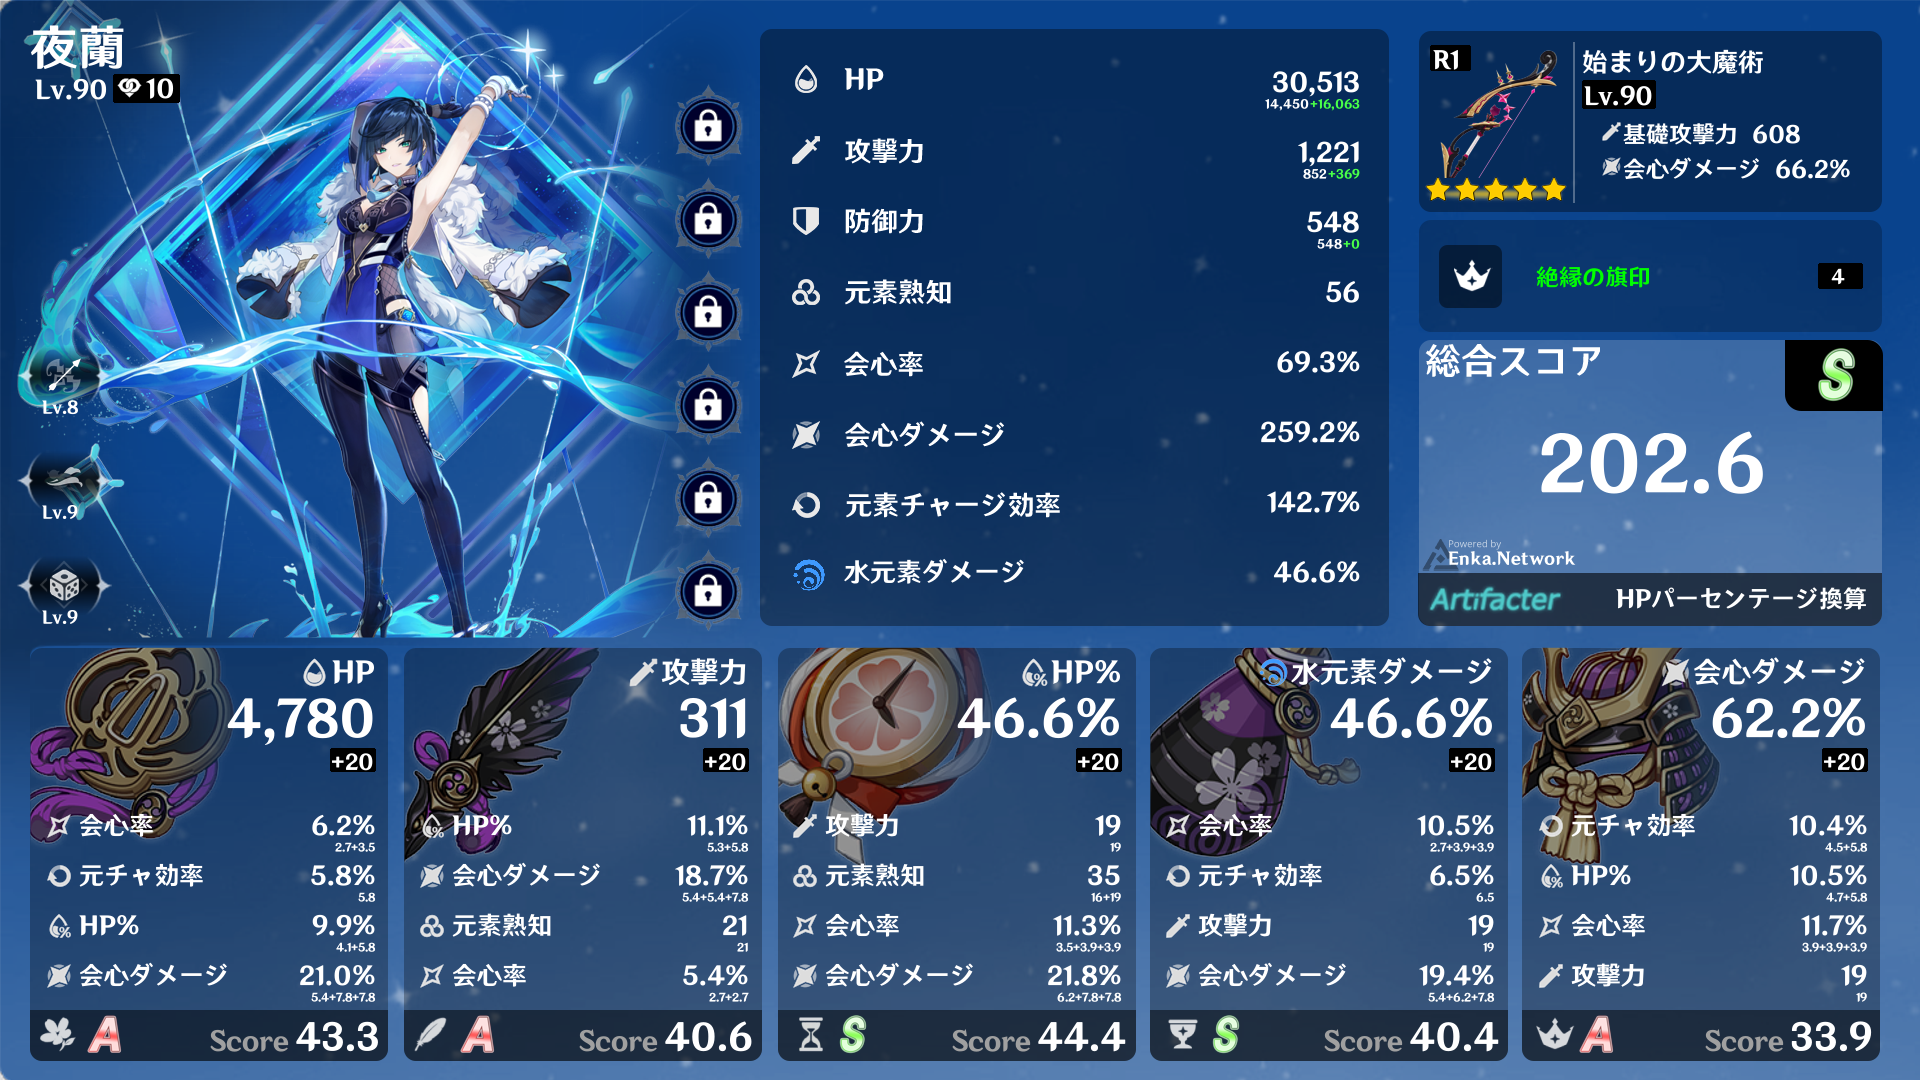 夜蘭
Lv.90 10
Lv.8
Lv.9
Lv.9
HP 30,513
14,450+16,063
攻撃力 1,221
852+369
防御力 548
548+0
元素熟知 56
会心率 69.3%
会心ダメージ 259.2%
元素チャージ効率 142.7%
水元素ダメージ 46.6%
R1
始まりの大魔術
Lv.90
基礎攻撃力 608
会心ダメージ 66.2%
絶縁の旗印 4
総合スコア S
202.6
Powered by
Enka.Network
Artifacter HPパーセンテージ換算
HP
4,780
+20
会心率 6.2%
2.7+3.5
元チャ効率 5.8%
5.8
HP% 9.9%
4.1+5.8
会心ダメージ 21.0%
5.4+7.8+7.8
A Score 43.3
攻撃力
311
+20
HP% 11.1%
5.3+5.8
会心ダメージ 18.7%
5.4+5.4+7.8
元素熟知 21
21
会心率 5.4%
2.7+2.7
A Score 40.6
HP%
46.6%
+20
攻撃力 19
19
元素熟知 35
16+19
会心率 11.3%
3.5+3.9+3.9
会心ダメージ 21.8%
6.2+7.8+7.8
S Score 44.4
水元素ダメージ
46.6%
+20
会心率 10.5%
2.7+3.9+3.9
元チャ効率 6.5%
6.5
攻撃力 19
19
会心ダメージ 19.4%
5.4+6.2+7.8
S Score 40.4
会心ダメージ
62.2%
+20
元チャ効率 10.4%
4.5+5.8
HP% 10.5%
4.7+5.8
会心率 11.7%
3.9+3.9+3.9
攻撃力 19
19
A Score 33.9